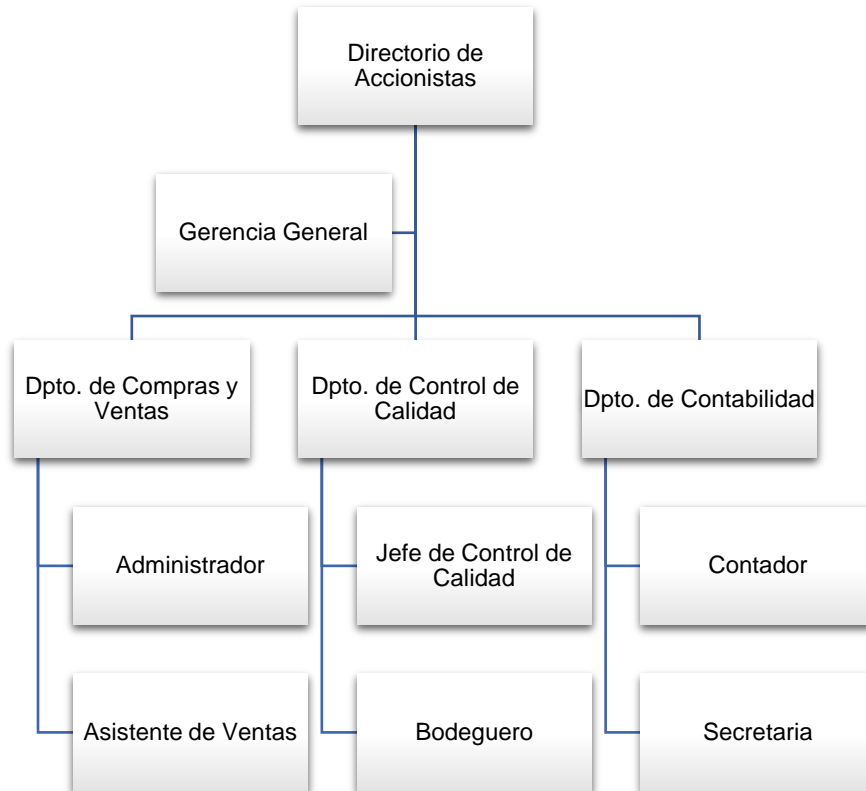 Directorio de
Accionistas
Gerencia General
Dpto. de Compras y
Ventas
Dpto. de Control de
Calidad
Dpto. de Contabilidad
Administrador
Jefe de Control de
Calidad
Contador
Asistente de Ventas
Bodeguero
Secretaria